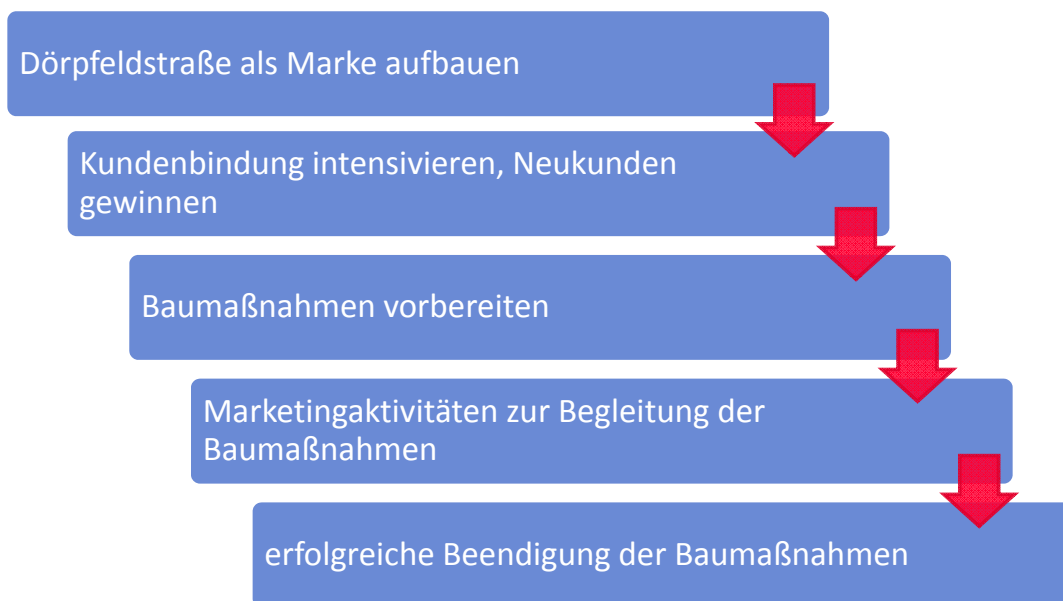 Dörpfeldstraße als Marke aufbauen
Kundenbindung intensivieren, Neukunden
gewinnen
Baumaßnahmen vorbereiten
Marketingaktivitäten zur Begleitung der
Baumaßnahmen
erfolgreiche Beendigung der Baumaßnahmen